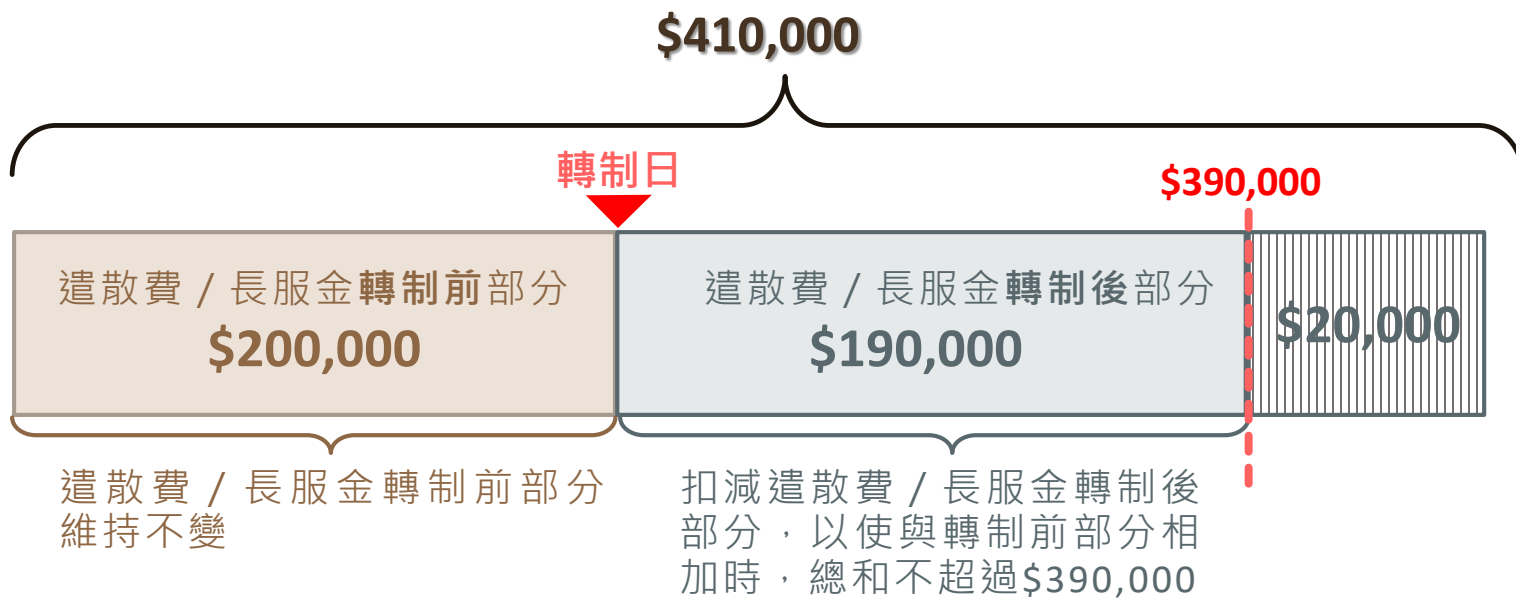 $410,000
轉制日
$390,000
遣散費 / 長服金轉制前部分
$200,000
遣散費 / 長服金轉制後部分
$190,000
$20,000
遣散費 / 長服金轉制前部分
維持不變
扣減遣散費 / 長服金轉制後
部分，以使與轉制前部分相
加時，總和不超過$390,000